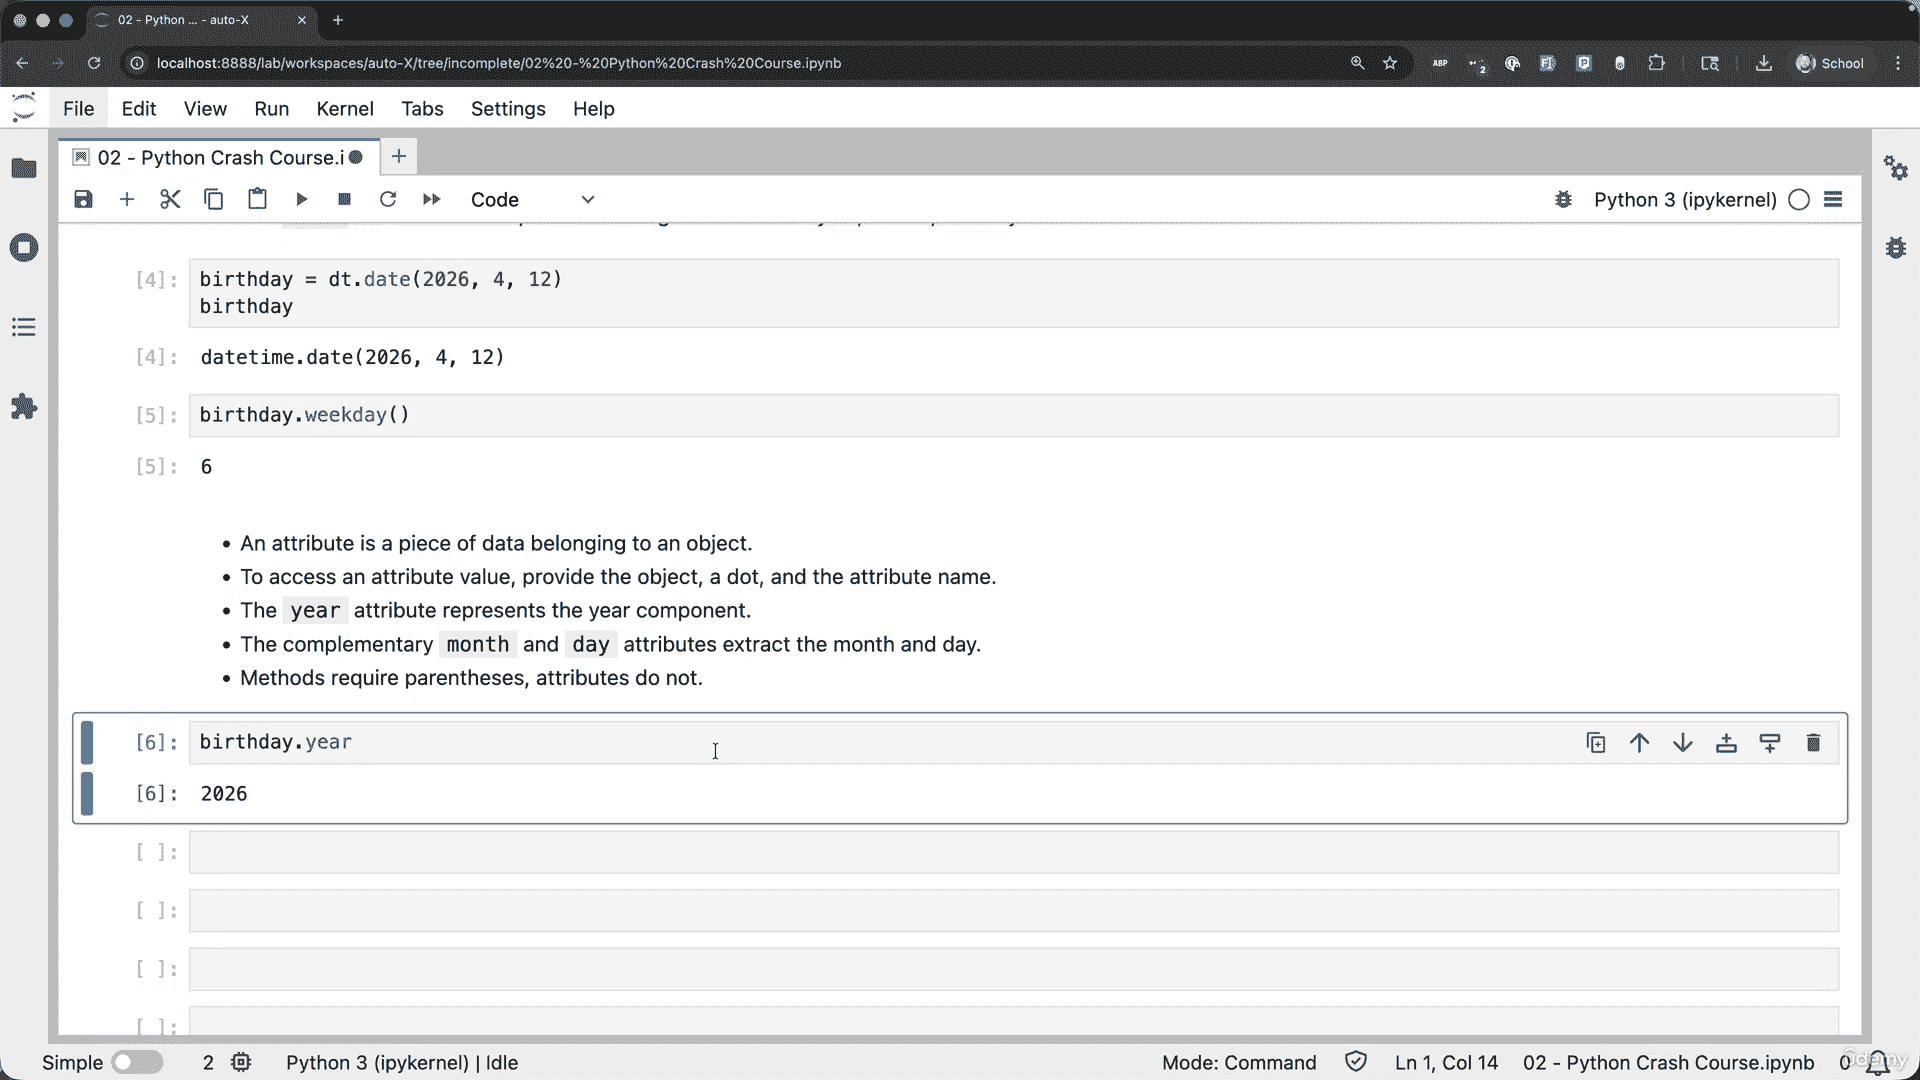 02 - Python ... - auto-X
localhost:8888/lab/workspaces/auto-X/tree/incomplete/02%20-%20Python%20Crash%20Course.ipynb
ABP
2
School
File Edit View Run Kernel Tabs Settings Help
02 - Python Crash Course.i
Code
Python 3 (ipykernel)
[4]: birthday = dt.date(2026, 4, 12)
birthday
[4]: datetime.date(2026, 4, 12)
[5]: birthday.weekday()
[5]: 6
• An attribute is a piece of data belonging to an object.
• To access an attribute value, provide the object, a dot, and the attribute name.
• The year attribute represents the year component.
• The complementary month and day attributes extract the month and day.
• Methods require parentheses, attributes do not.
[6]: birthday.year
[6]: 2026
[ ]:
[ ]:
[ ]:
[ ]:
Simple 2 Python 3 (ipykernel) | Idle Mode: Command Ln 1, Col 14 02 - Python Crash Course.ipynb 0
Udemy